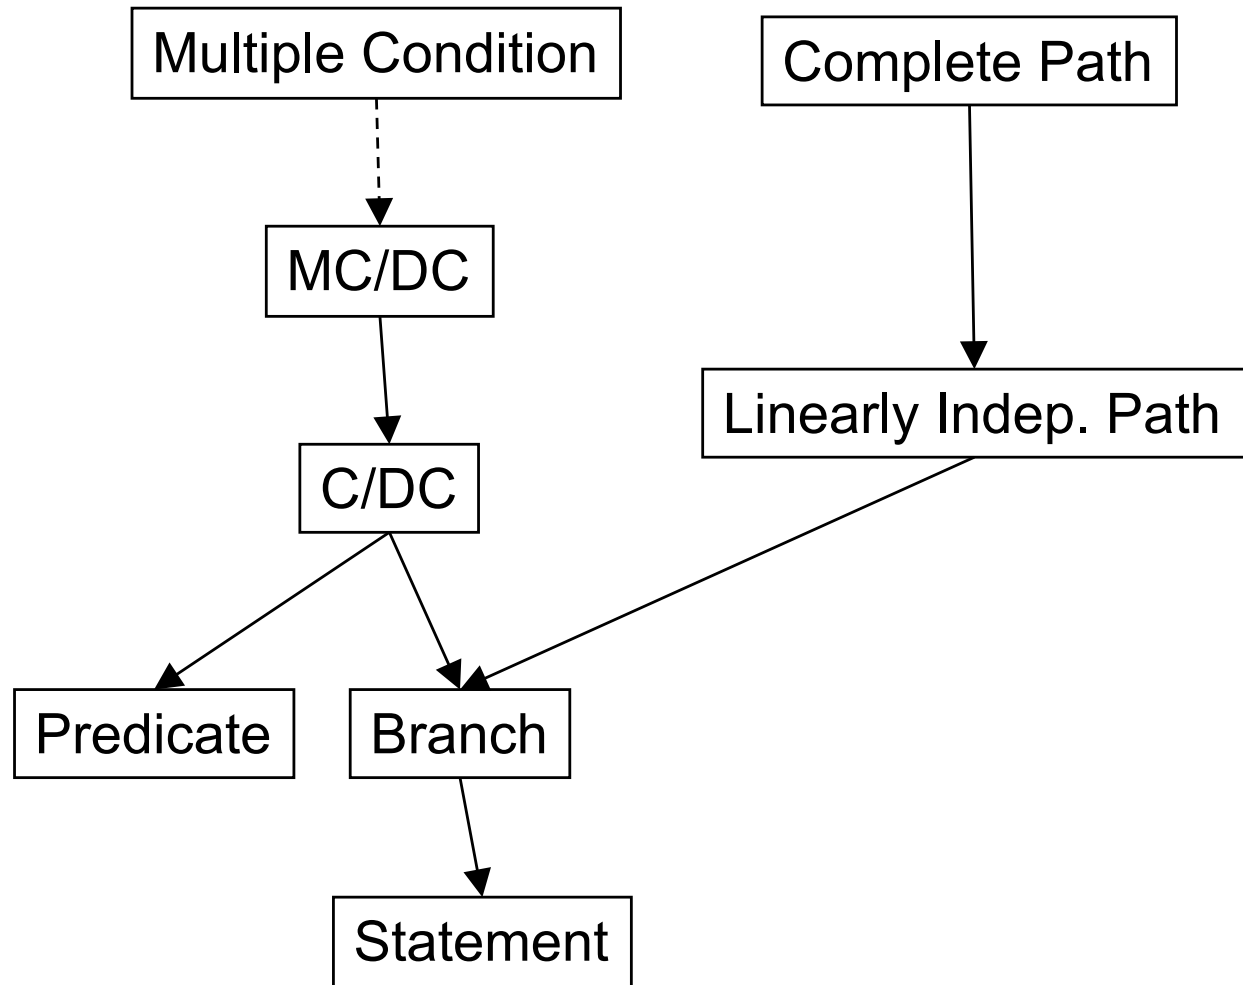 Multiple Condition
Complete Path
MC/DC
Linearly Indep. Path
C/DC
Predicate
Branch
Statement